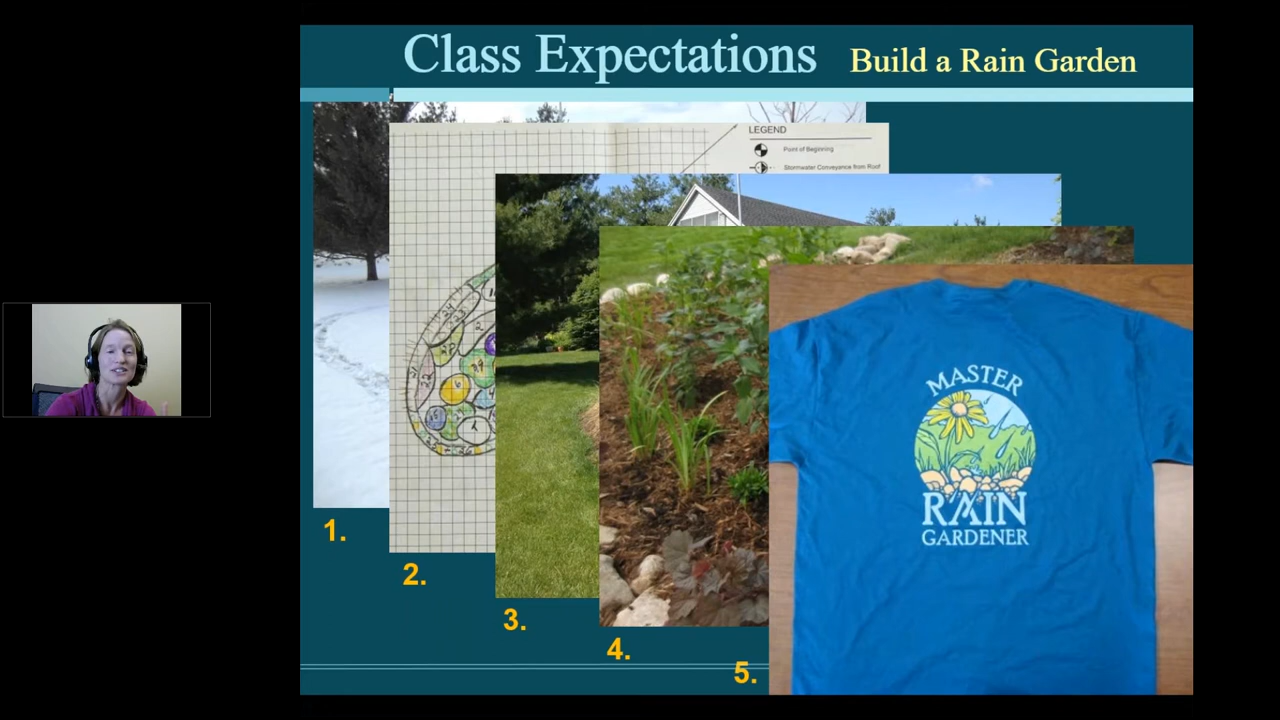 Class Expectations Build a Rain Garden
LEGEND
Point of Beginning
Stormwater Conveyance from Roof
1.
2.
3.
4.
5.
MASTER
RAIN
GARDENER